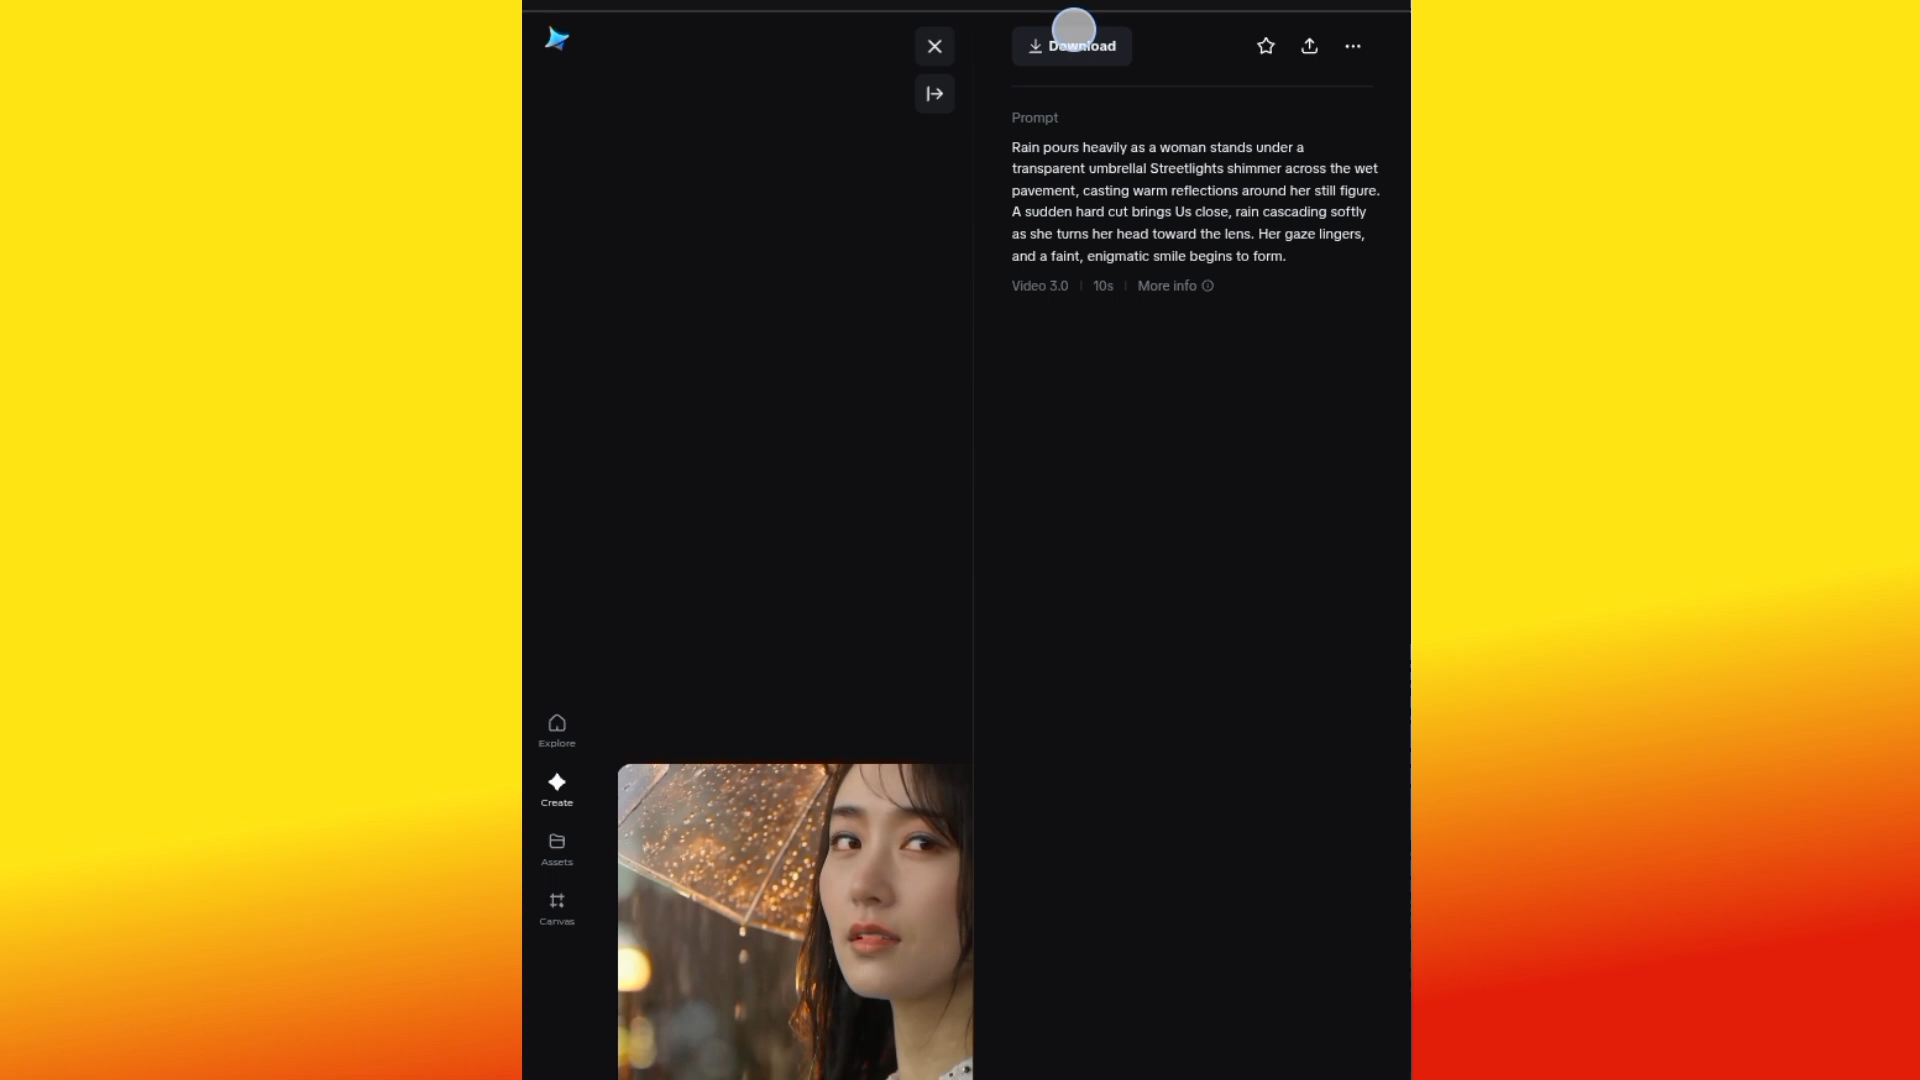 Download
Prompt
Rain pours heavily as a woman stands under a
transparent umbrellal Streetlights shimmer across the wet
pavement, casting warm reflections around her still figure.
A sudden hard cut brings Us close, rain cascading softly
as she turns her head toward the lens. Her gaze lingers,
and a faint, enigmatic smile begins to form.
Video 3.0 | 10s | More info
Explore
Create
Assets
Canvas